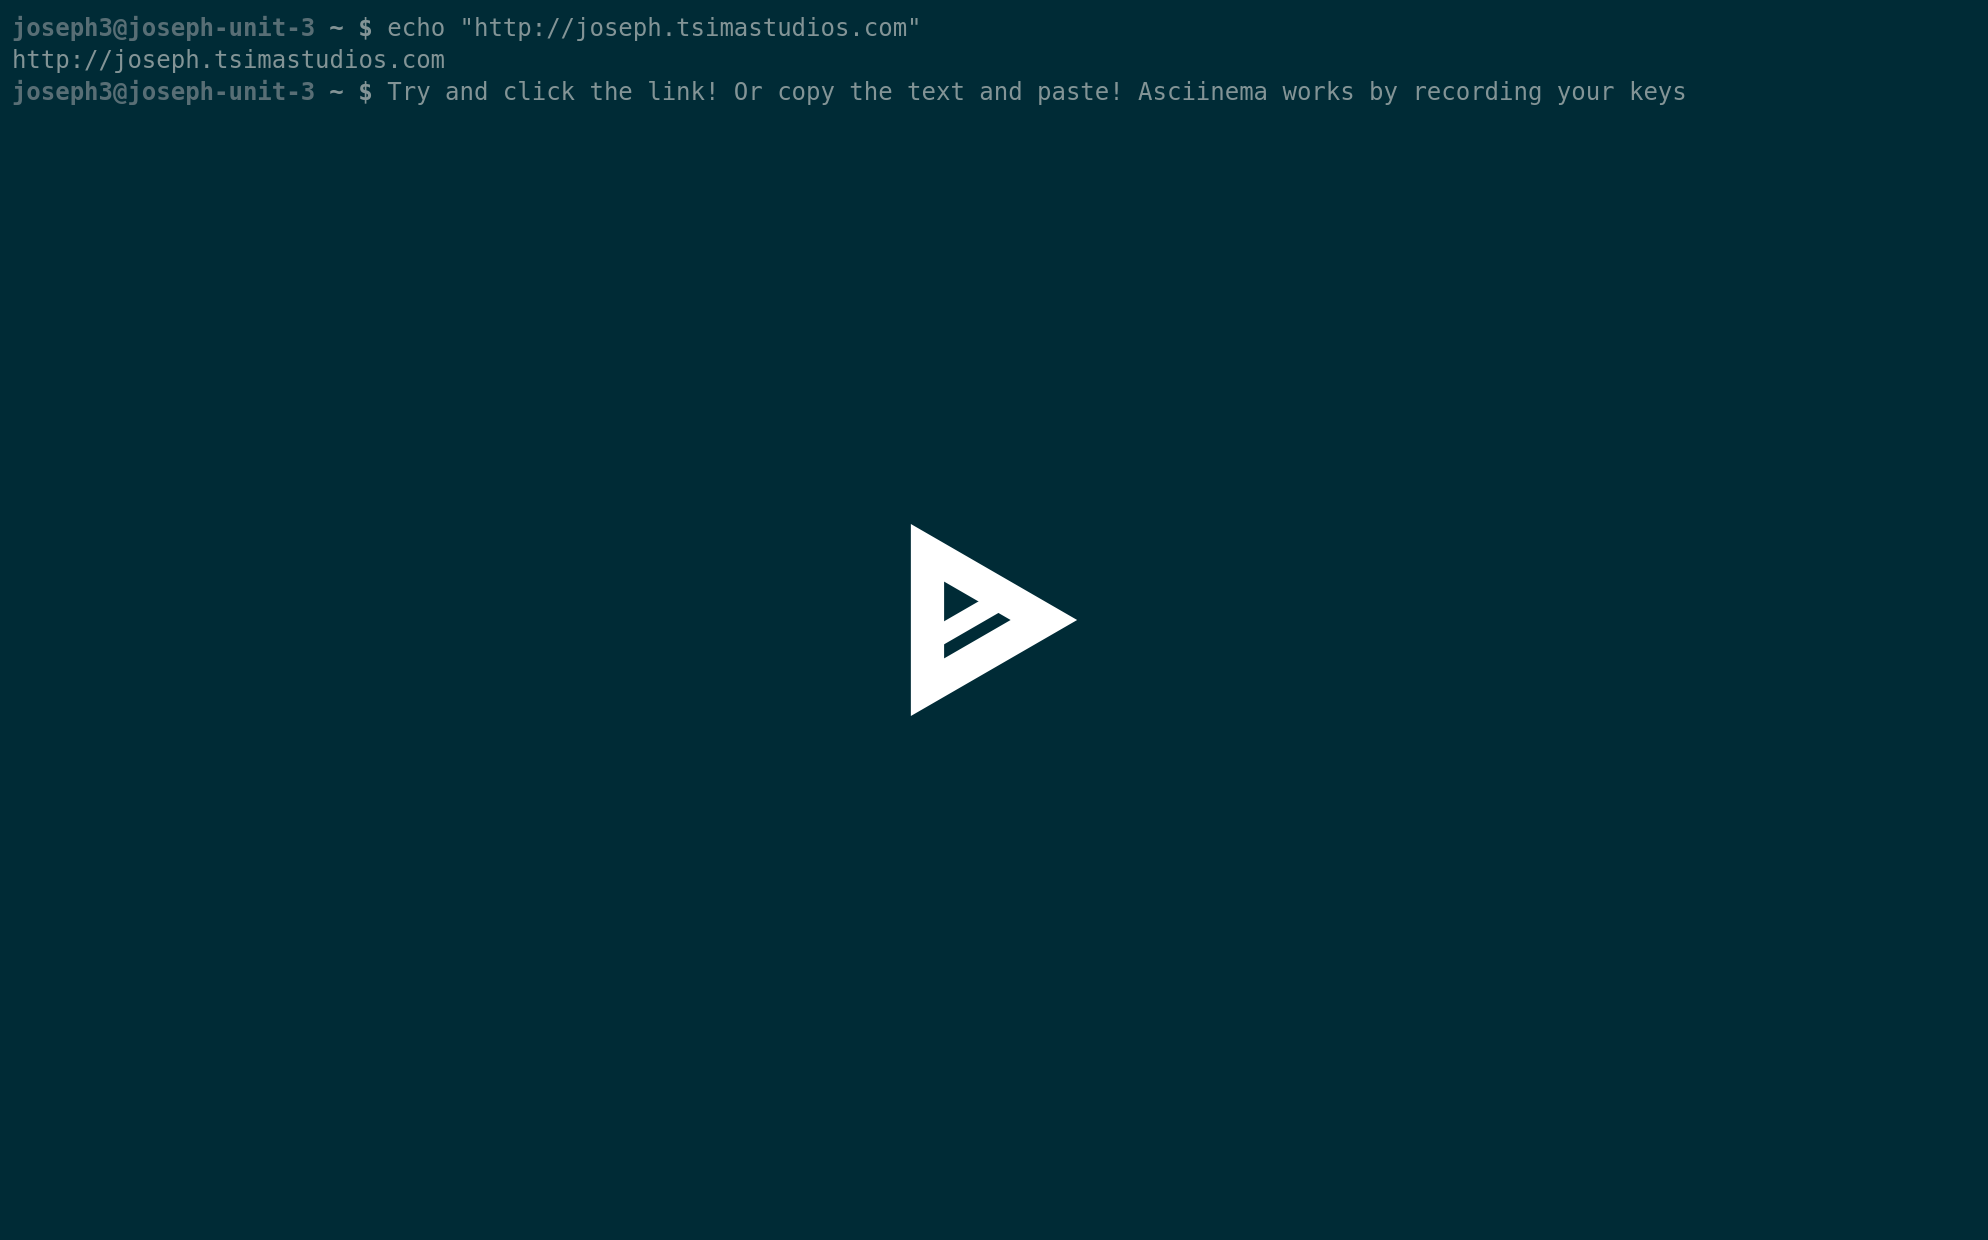 joseph3@joseph-unit-3 ~ $ echo "http://joseph.tsimastudios.com"
http://joseph.tsimastudios.com
joseph3@joseph-unit-3 ~ $ Try and click the link! Or copy the text and paste! Asciinema works by recording your keys